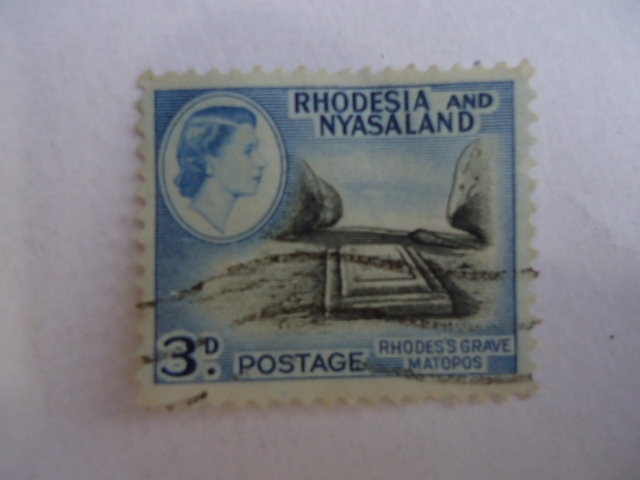 RHODESIA AND
NYASALAND
3D. POSTAGE RHODES'S GRAVE
MATOPOS